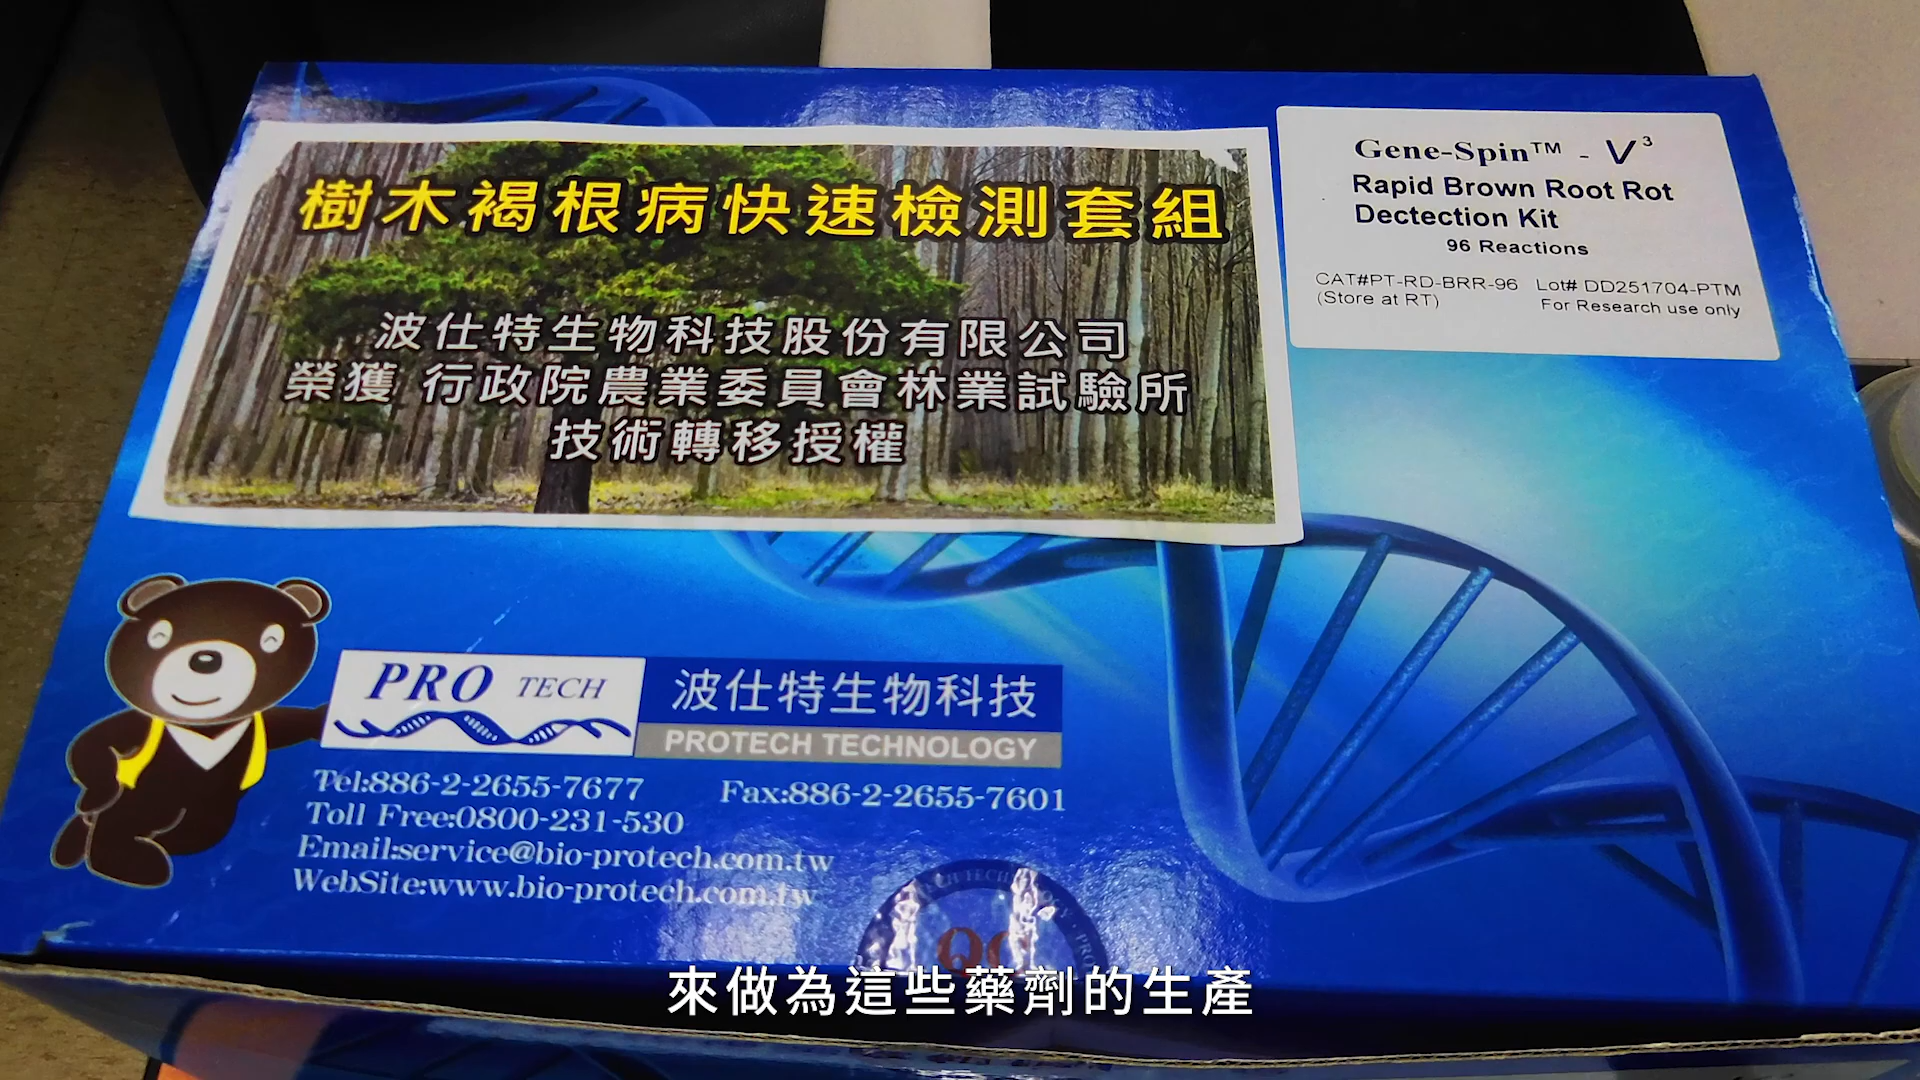 樹木褐根病快速檢測套組
波仕特生物科技股份有限公司
榮獲 行政院農業委員會林業試驗所
技術轉移授權
Gene-Spin™ - V³
Rapid Brown Root Rot
Dectection Kit
96 Reactions
CAT#PT-RD-BRR-96 Lot# DD251704-PTM
(Store at RT) For Research use only
PRO TECH
波仕特生物科技
PROTECH TECHNOLOGY
Tel:886-2-2655-7677 Fax:886-2-2655-7601
Toll Free:0800-231-530
Email:service@bio-protech.com.tw
WebSite:www.bio-protech.com.tw
來做為這些藥劑的生產